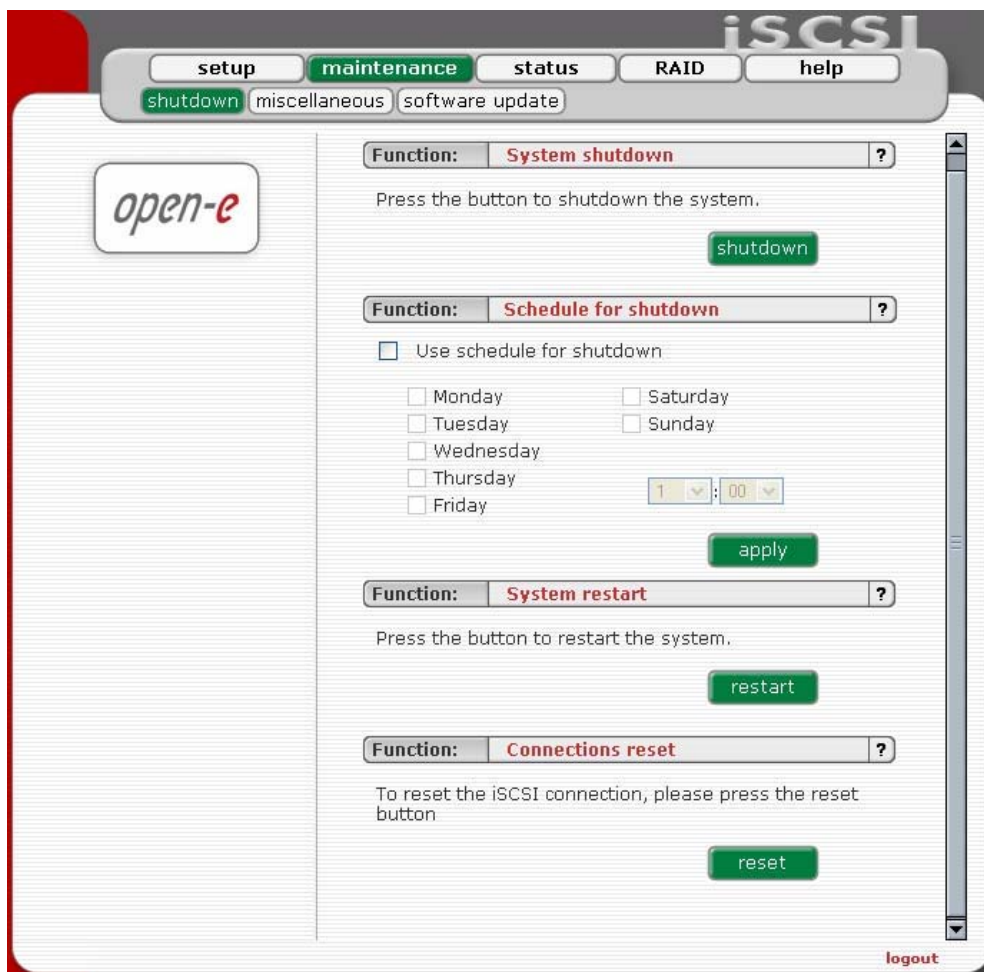 iSCSI
setup maintenance status RAID help
shutdown miscellaneous software update
open-e
Function: System shutdown ?
Press the button to shutdown the system.
shutdown
Function: Schedule for shutdown ?
Use schedule for shutdown
Monday Saturday
Tuesday Sunday
Wednesday
Thursday
1 : 00
Friday
apply
Function: System restart ?
Press the button to restart the system.
restart
Function: Connections reset ?
To reset the iSCSI connection, please press the reset
button
reset
logout